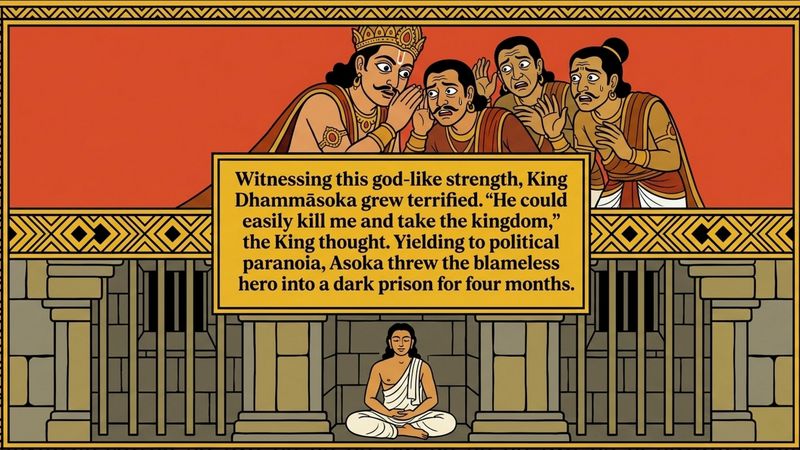 Witnessing this god-like strength, King
Dhammāsoka grew terrified. “He could
easily kill me and take the kingdom,”
the King thought. Yielding to political
paranoia, Asoka threw the blameless
hero into a dark prison for four months.